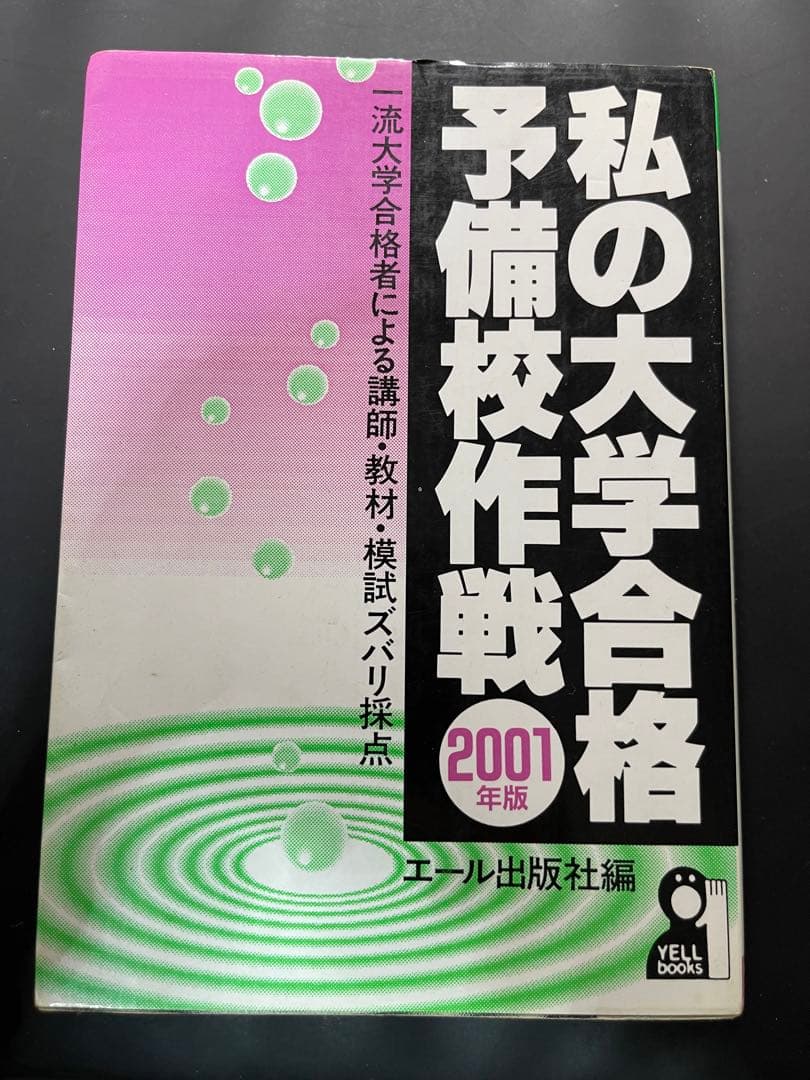 私の大学合格
予備校作戦
2001
年版
一流大学合格者による講師・教材・模試ズバリ採点
エール出版社編
YELL
books